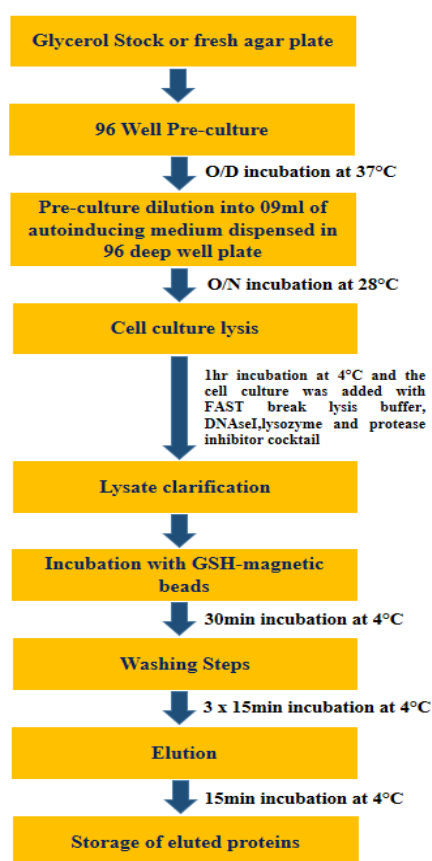 Glycerol Stock or fresh agar plate
96 Well Pre-culture
O/D incubation at 37°C
Pre-culture dilution into 09ml of
autoinducing medium dispensed in
96 deep well plate
O/N incubation at 28°C
Cell culture lysis
1hr incubation at 4°C and the
cell culture was added with
FAST break lysis buffer,
DNAseI,lysozyme and protease
inhibitor cocktail
Lysate clarification
Incubation with GSH-magnetic
beads
30min incubation at 4°C
Washing Steps
3 x 15min incubation at 4°C
Elution
15min incubation at 4°C
Storage of eluted proteins